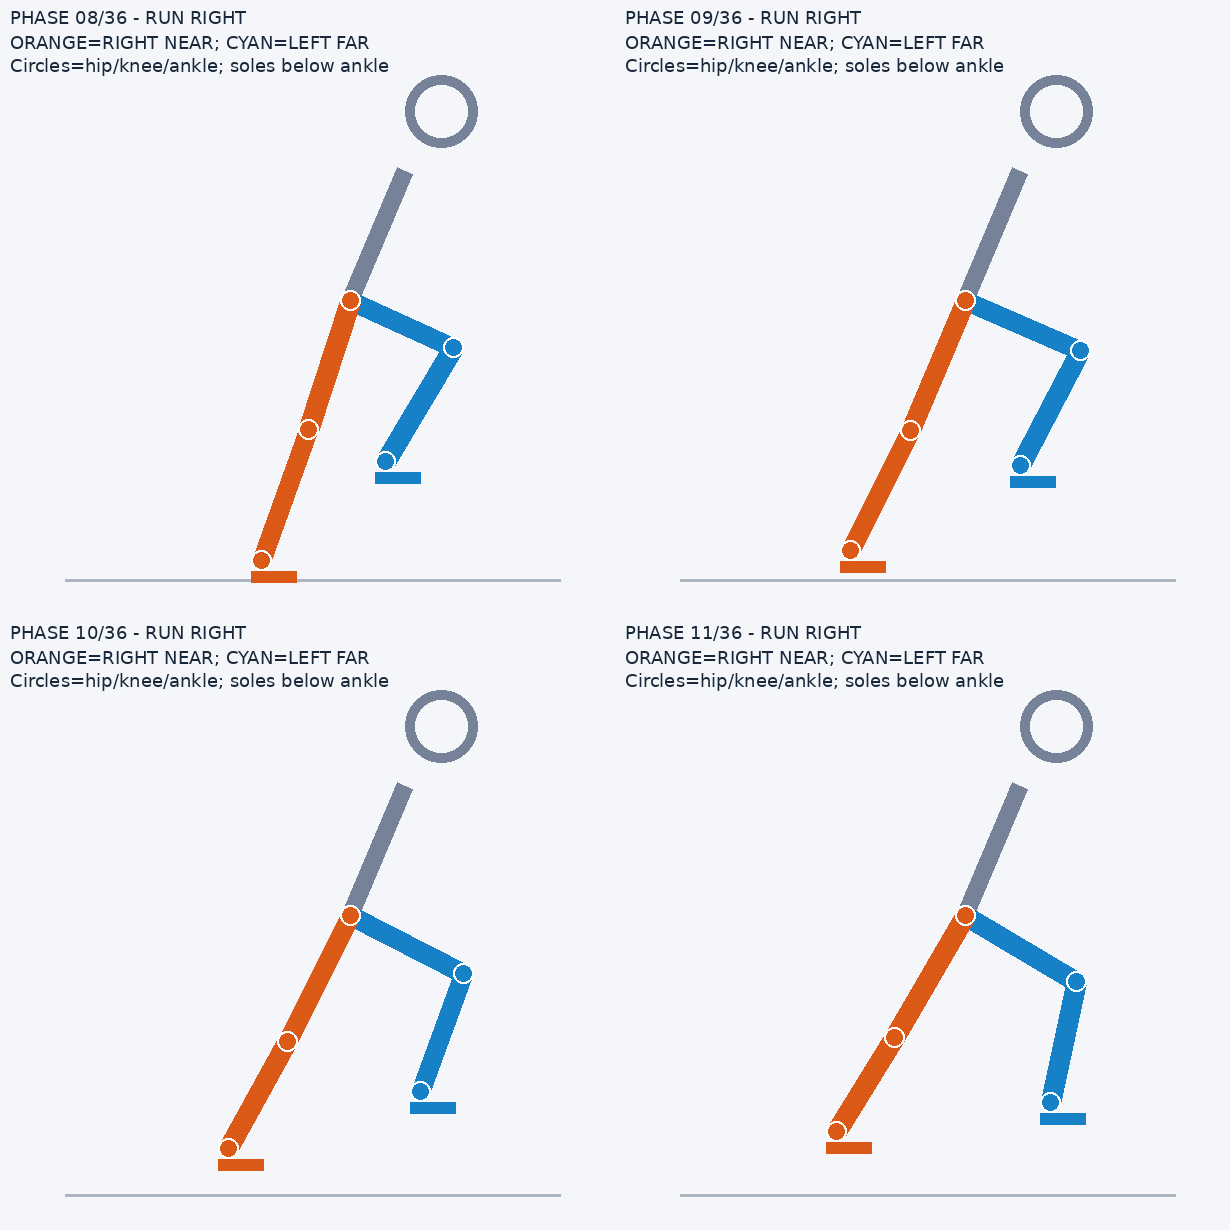 PHASE 08/36 - RUN RIGHT
ORANGE=RIGHT NEAR; CYAN=LEFT FAR
Circles=hip/knee/ankle; soles below ankle
PHASE 09/36 - RUN RIGHT
ORANGE=RIGHT NEAR; CYAN=LEFT FAR
Circles=hip/knee/ankle; soles below ankle
PHASE 10/36 - RUN RIGHT
ORANGE=RIGHT NEAR; CYAN=LEFT FAR
Circles=hip/knee/ankle; soles below ankle
PHASE 11/36 - RUN RIGHT
ORANGE=RIGHT NEAR; CYAN=LEFT FAR
Circles=hip/knee/ankle; soles below ankle